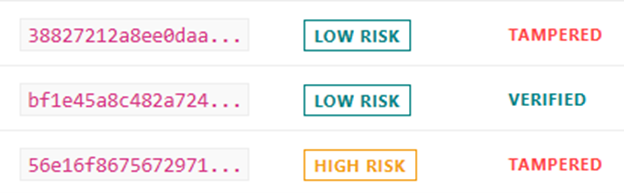 38827212a8ee0daa... LOW RISK TAMPERED
bf1e45a8c482a724... LOW RISK VERIFIED
56e16f8675672971... HIGH RISK TAMPERED